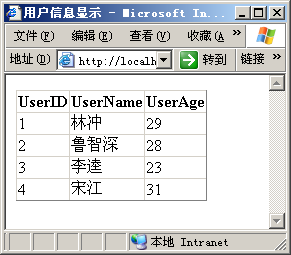 用户信息显示 - Microsoft In...
文件(F) 编辑(E) 查看(V) 收藏(A) »
地址(D) http://localh 转到 链接 »
UserID UserName UserAge
1 林冲 29
2 鲁智深 28
3 李逵 23
4 宋江 31
本地 Intranet